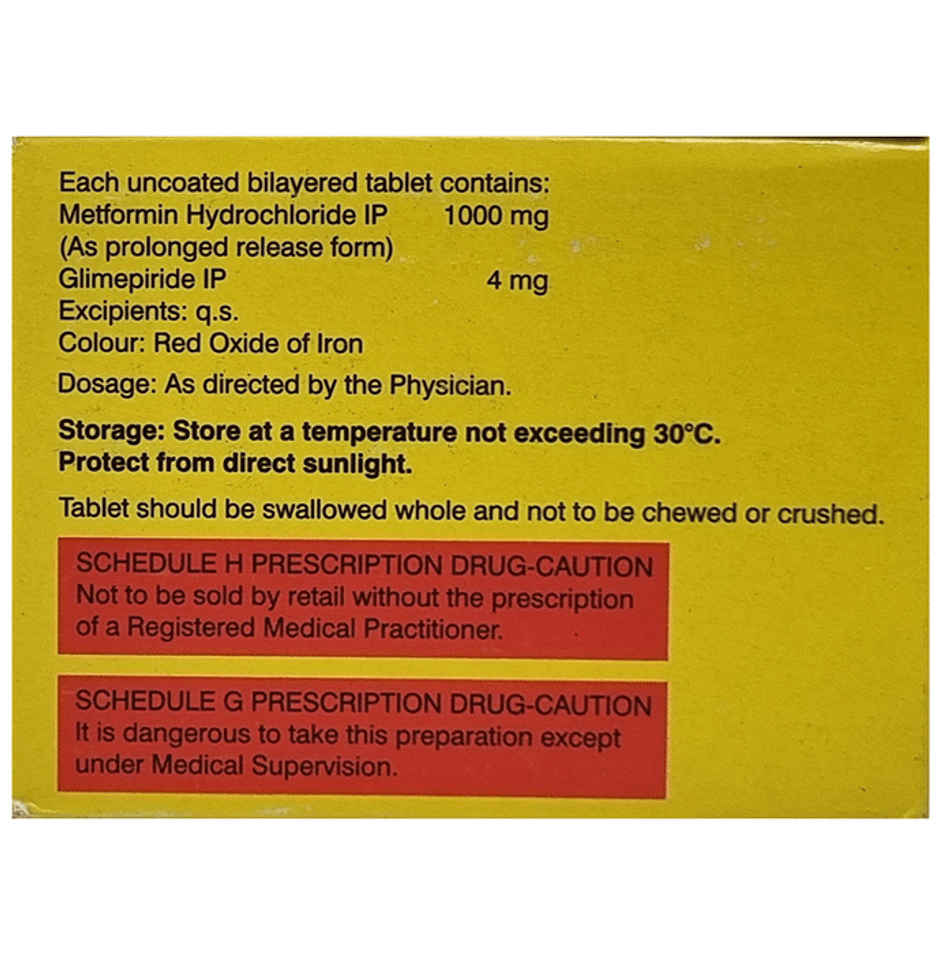 Each uncoated bilayered tablet contains:
Metformin Hydrochloride IP 1000 mg
(As prolonged release form)
Glimepiride IP 4 mg
Excipients: q.s.
Colour: Red Oxide of Iron
Dosage: As directed by the Physician.
Storage: Store at a temperature not exceeding 30°C.
Protect from direct sunlight.
Tablet should be swallowed whole and not to be chewed or crushed.
SCHEDULE H PRESCRIPTION DRUG-CAUTION
Not to be sold by retail without the prescription
of a Registered Medical Practitioner.
SCHEDULE G PRESCRIPTION DRUG-CAUTION
It is dangerous to take this preparation except
under Medical Supervision.